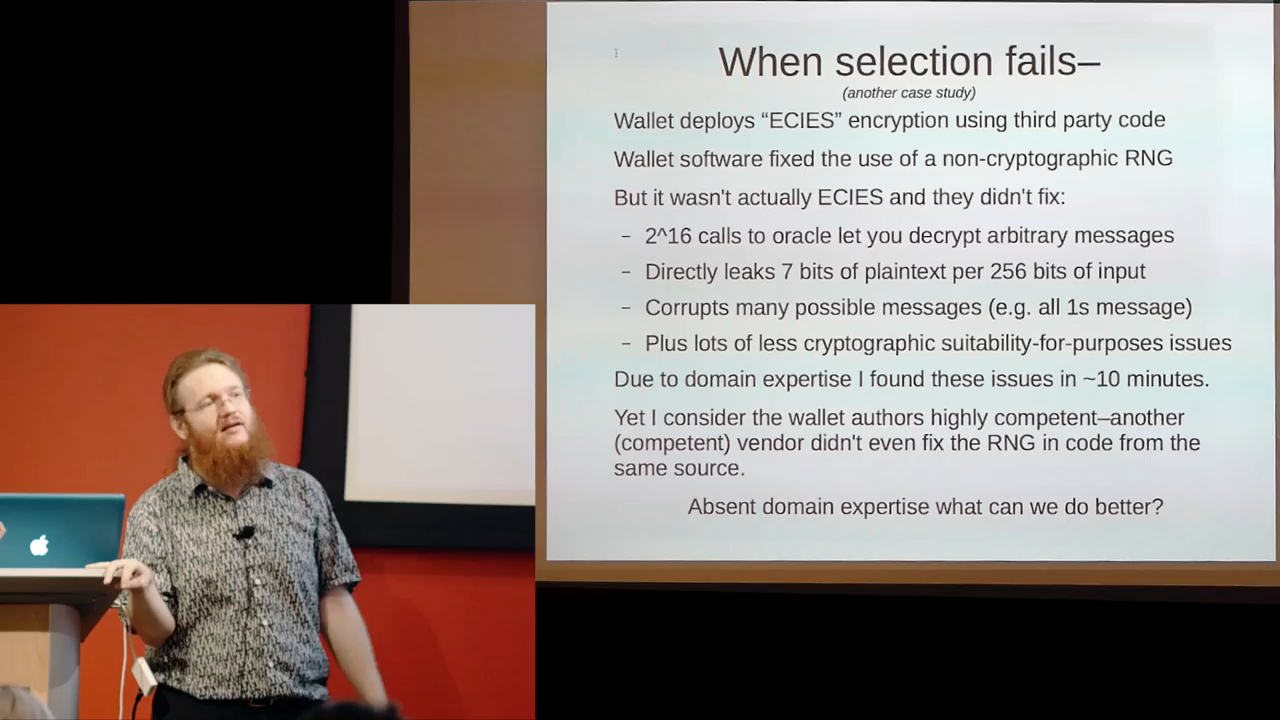 When selection fails–
(another case study)
Wallet deploys “ECIES” encryption using third party code
Wallet software fixed the use of a non-cryptographic RNG
But it wasn't actually ECIES and they didn't fix:
– 2^16 calls to oracle let you decrypt arbitrary messages
– Directly leaks 7 bits of plaintext per 256 bits of input
– Corrupts many possible messages (e.g. all 1s message)
– Plus lots of less cryptographic suitability-for-purposes issues
Due to domain expertise I found these issues in ~10 minutes.
Yet I consider the wallet authors highly competent–another
(competent) vendor didn't even fix the RNG in code from the
same source.
Absent domain expertise what can we do better?